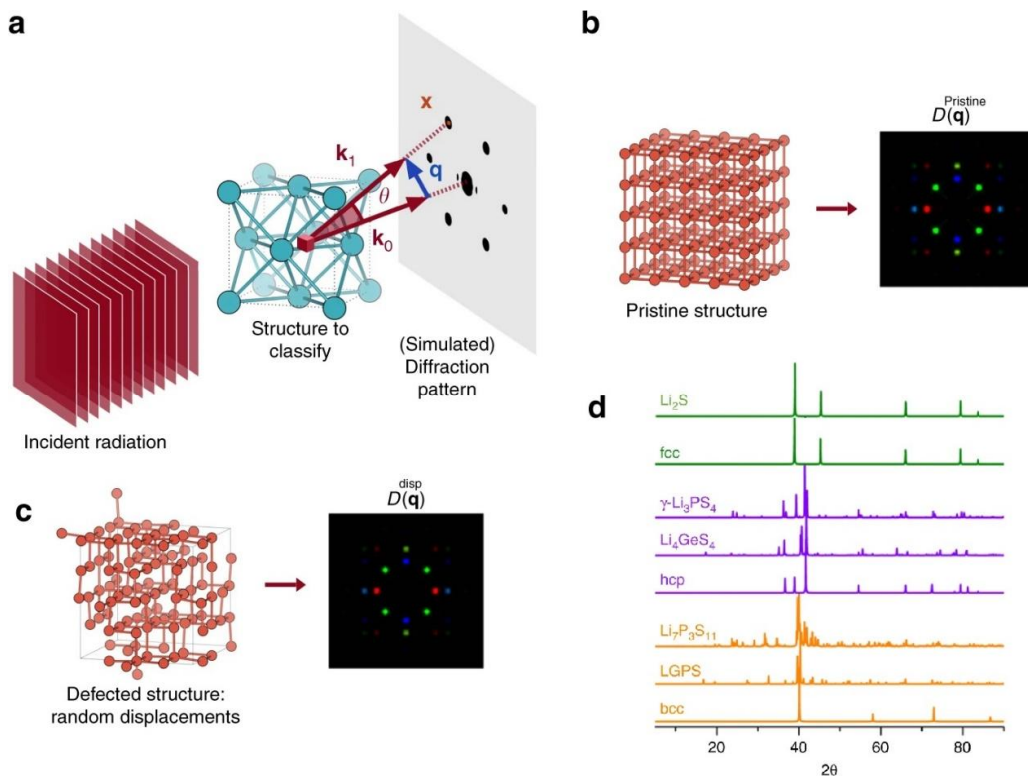 a
x
k₁
q
θ
k₀
Structure to
classify
(Simulated)
Diffraction
pattern
Incident radiation
b
Pristine
D(q)
Pristine structure
c
disp
D(q)
Defected structure:
random displacements
d
Li₂S
fcc
γ-Li₃PS₄
Li₄GeS₄
hcp
Li₇P₃S₁₁
LGPS
bcc
20 40 60 80
2θ